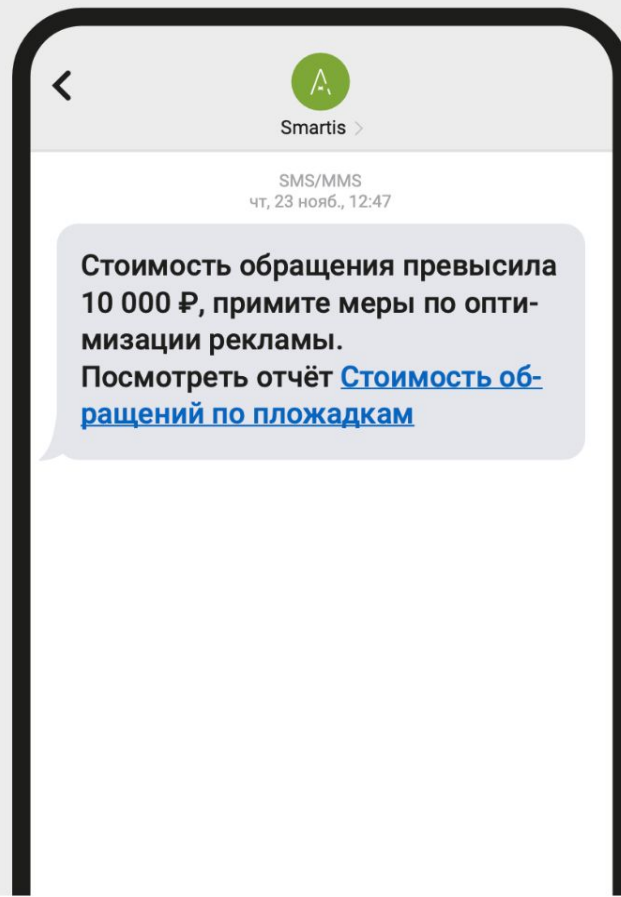 Smartis
SMS/MMS
чт, 23 нояб., 12:47
Стоимость обращения превысила
10 000 ₽, примите меры по опти-
мизации рекламы.
Посмотреть отчёт Стоимость об-
ращений по пложадкам